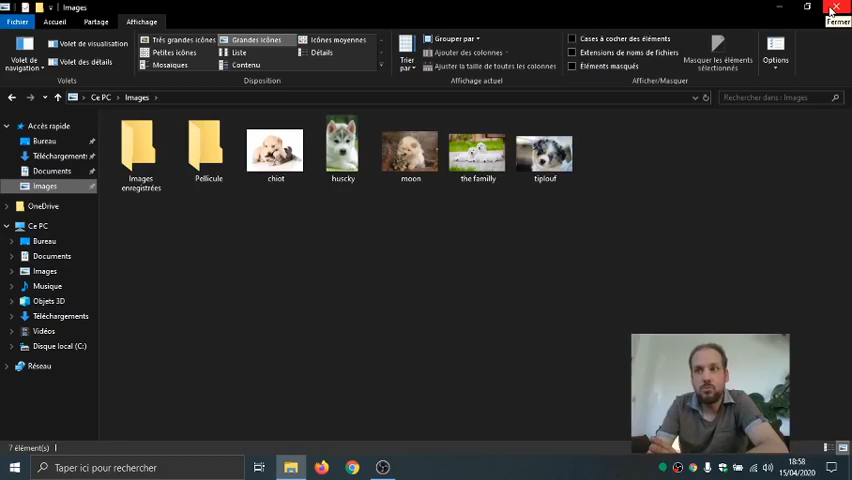 Images
Fermer
Fichier Accueil Partage Affichage
Volet de navigation
Volet de visualisation
Volet des détails
Volets
Très grandes icônes Grandes icônes Icônes moyennes
Petites icônes Liste Détails
Mosaïques Contenu
Disposition
Trier par
Grouper par
Ajouter des colonnes
Ajuster la taille de toutes les colonnes
Affichage actuel
Cases à cocher des éléments
Extensions de noms de fichiers
Éléments masqués
Masquer les éléments sélectionnés
Afficher/Masquer
Options
Ce PC > Images >
Rechercher dans : Images
Accès rapide
Bureau
Téléchargements
Documents
Images
OneDrive
Ce PC
Bureau
Documents
Images
Musique
Objets 3D
Téléchargements
Vidéos
Disque local (C:)
Réseau
Images enregistrées
Pellicule
chiot
huscky
moon
the familly
tiplouf
7 élément(s)
Taper ici pour rechercher
18:58
15/04/2020